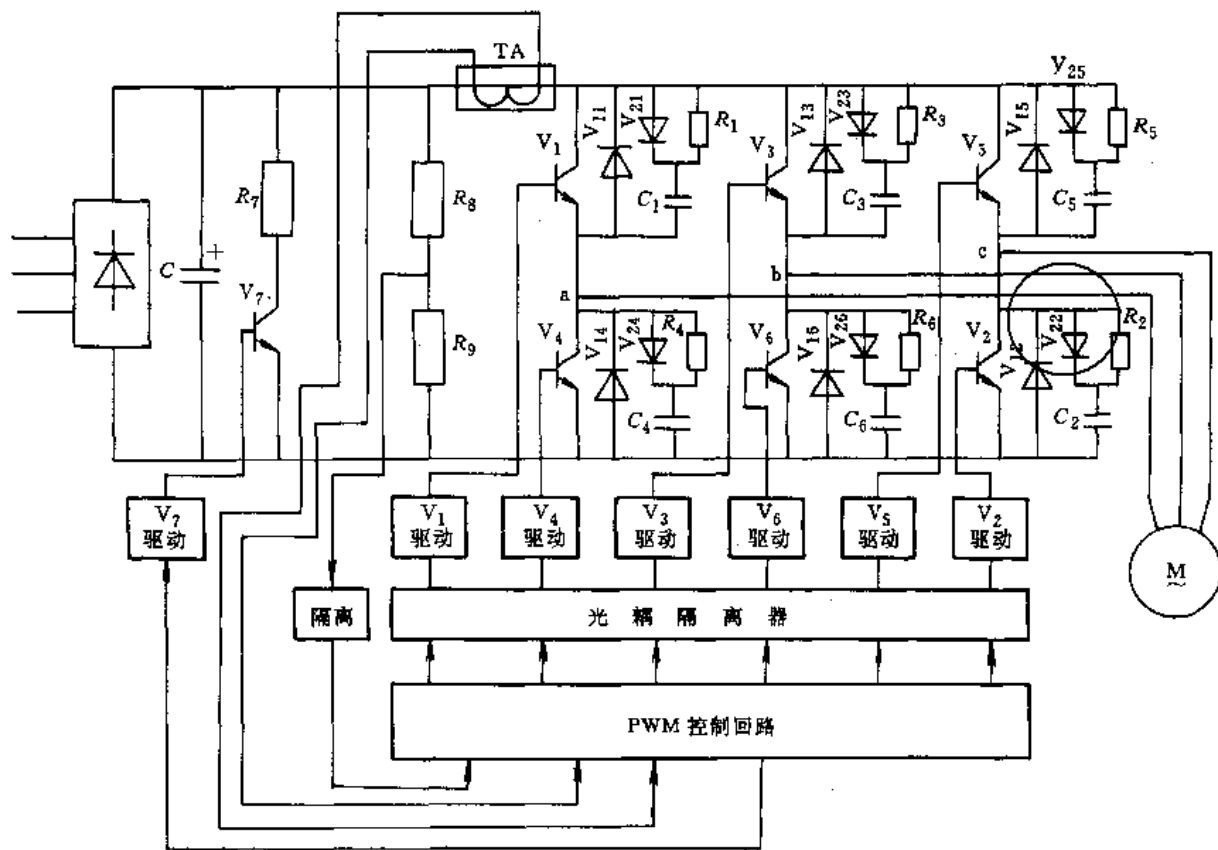 TA
V₂₅
V₁₁
V₂₁
R₁
V₁₃
V₂₃
R₃
V₁₅
R₅
V₁
V₃
V₅
R₇
R₈
C₁
C₃
C₅
C
+
V₇
a
b
c
R₉
V₄
V₁₄
V₂₄
R₄
V₆
V₁₆
V₂₆
R₆
V₂
V₁₂
V₂₂
R₂
C₄
C₆
C₂
V₇
驱动
V₁
驱动
V₄
驱动
V₃
驱动
V₆
驱动
V₅
驱动
V₂
驱动
M
~
隔离
光耦隔离器
PWM 控制回路